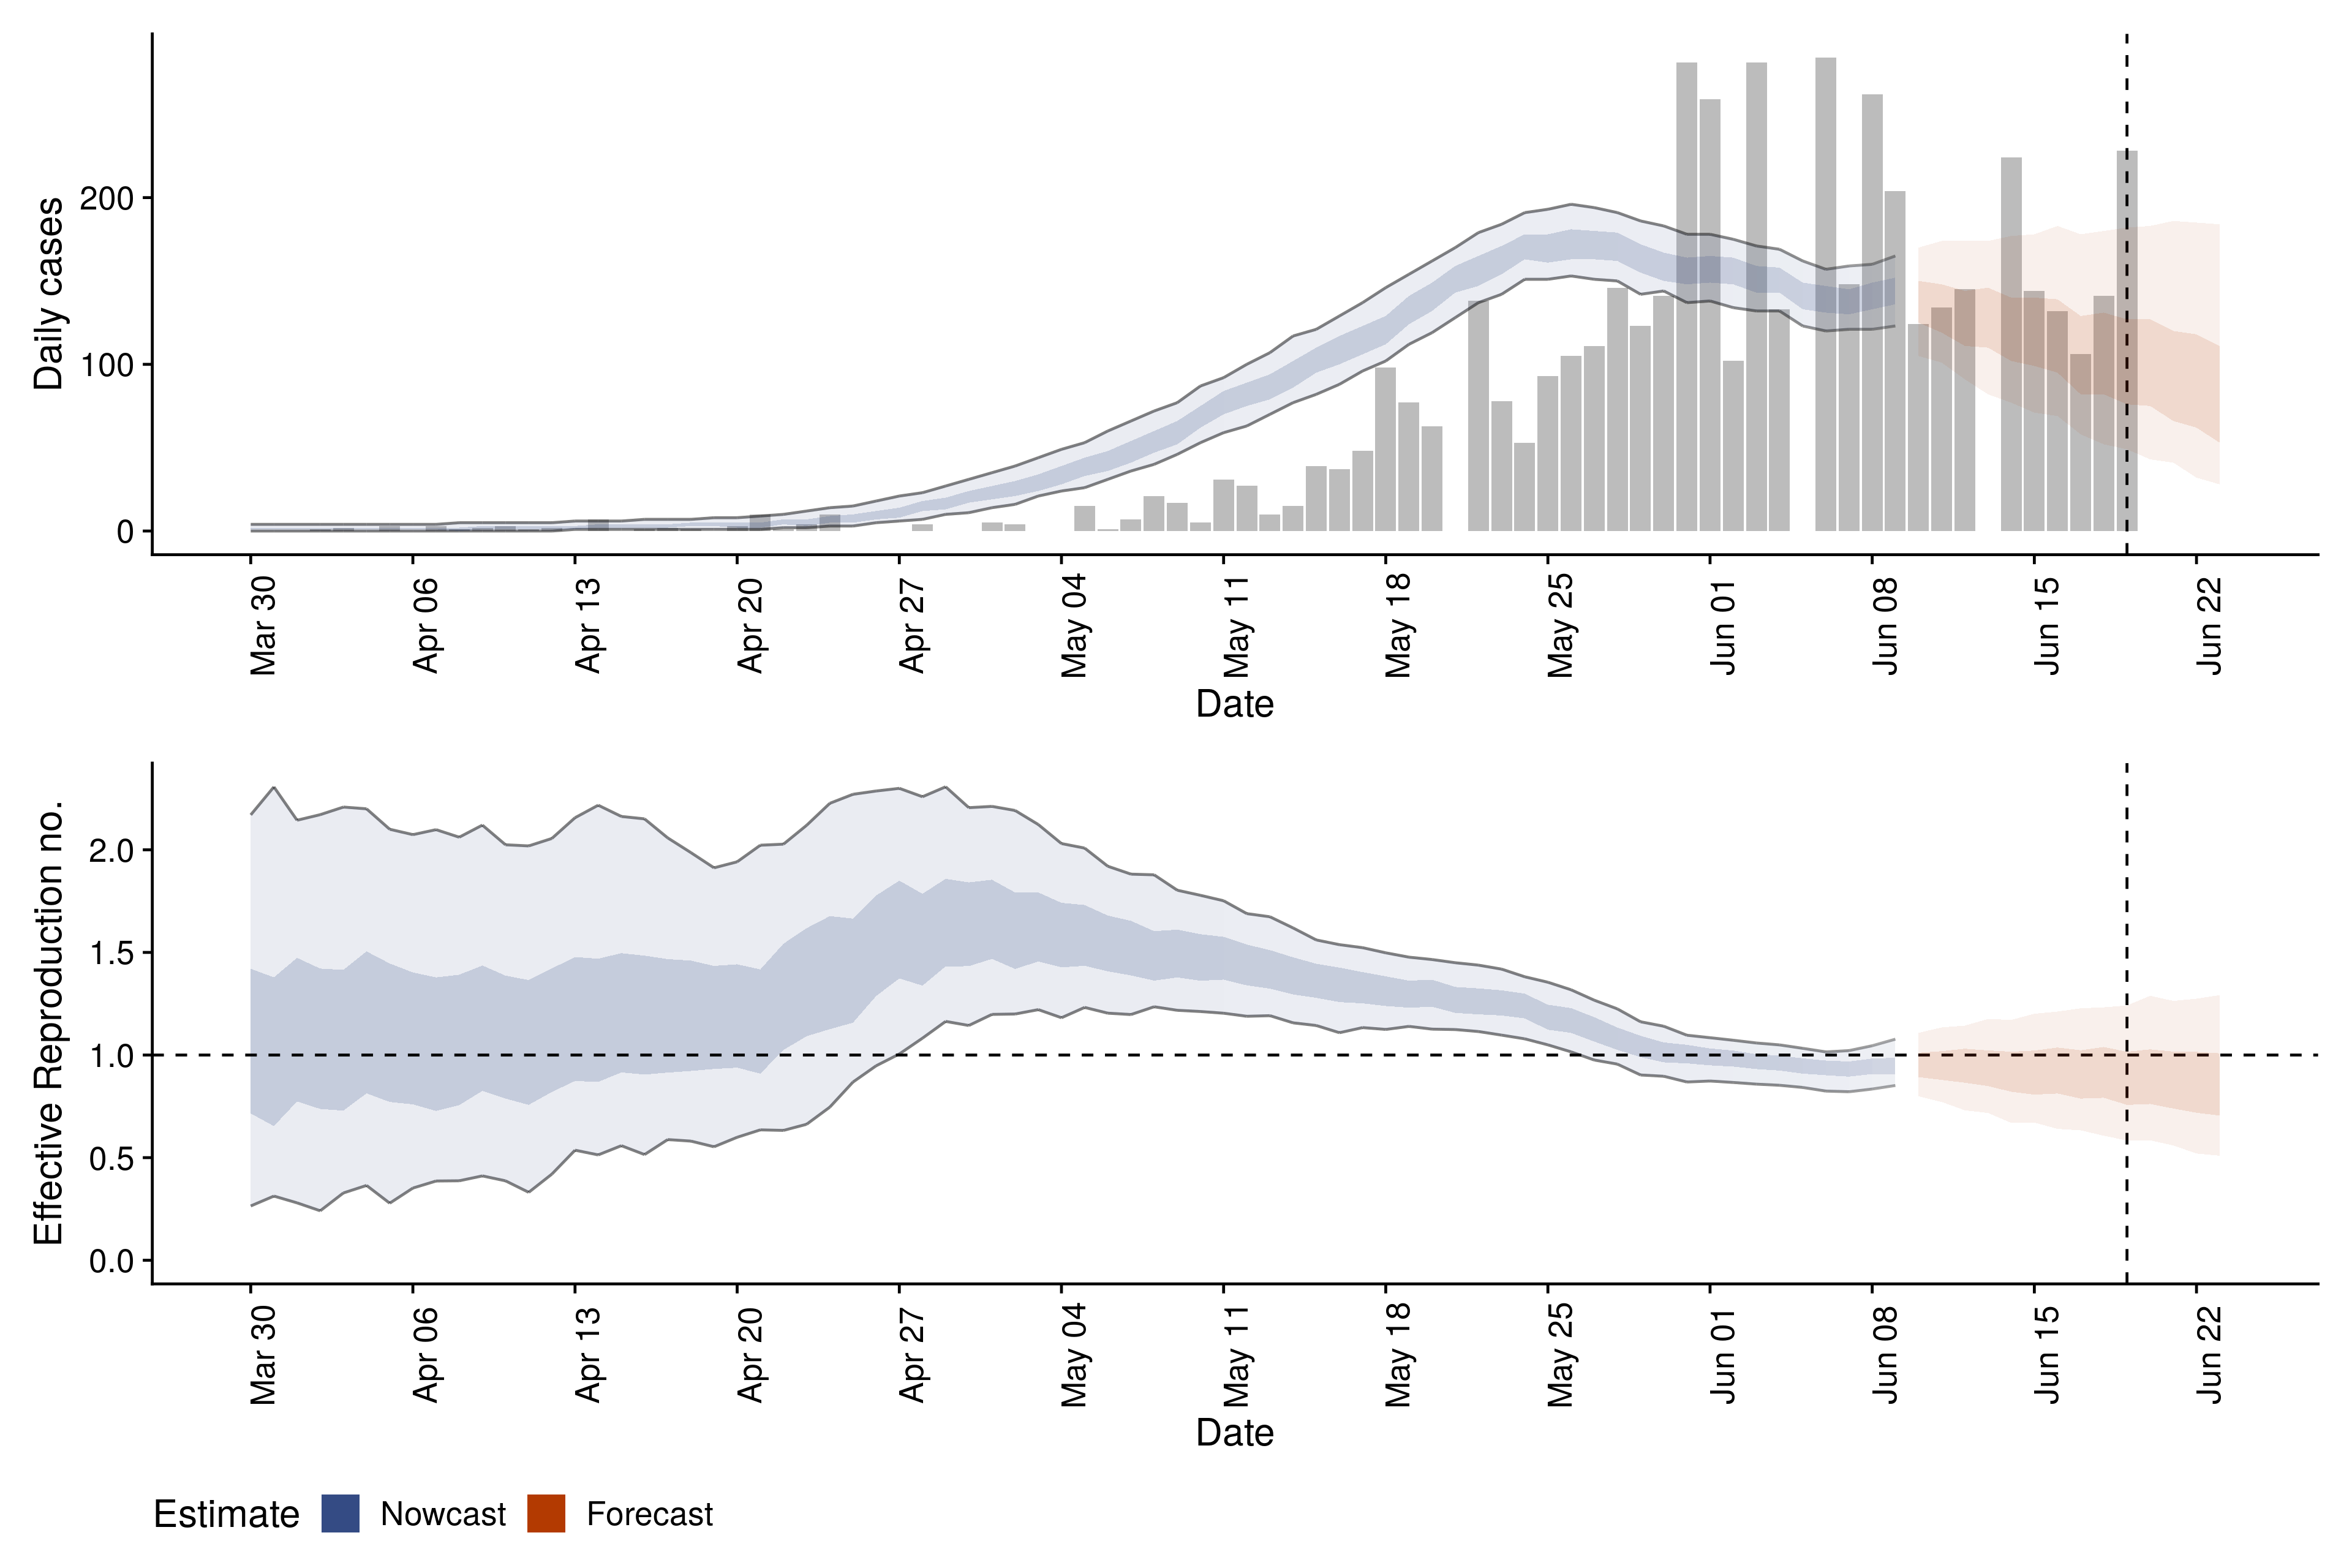 Daily cases
200
100
0
Mar 30
Apr 06
Apr 13
Apr 20
Apr 27
May 04
May 11
May 18
May 25
Jun 01
Jun 08
Jun 15
Jun 22
Date
Effective Reproduction no.
2.0
1.5
1.0
0.5
0.0
Mar 30
Apr 06
Apr 13
Apr 20
Apr 27
May 04
May 11
May 18
May 25
Jun 01
Jun 08
Jun 15
Jun 22
Date
Estimate Nowcast Forecast